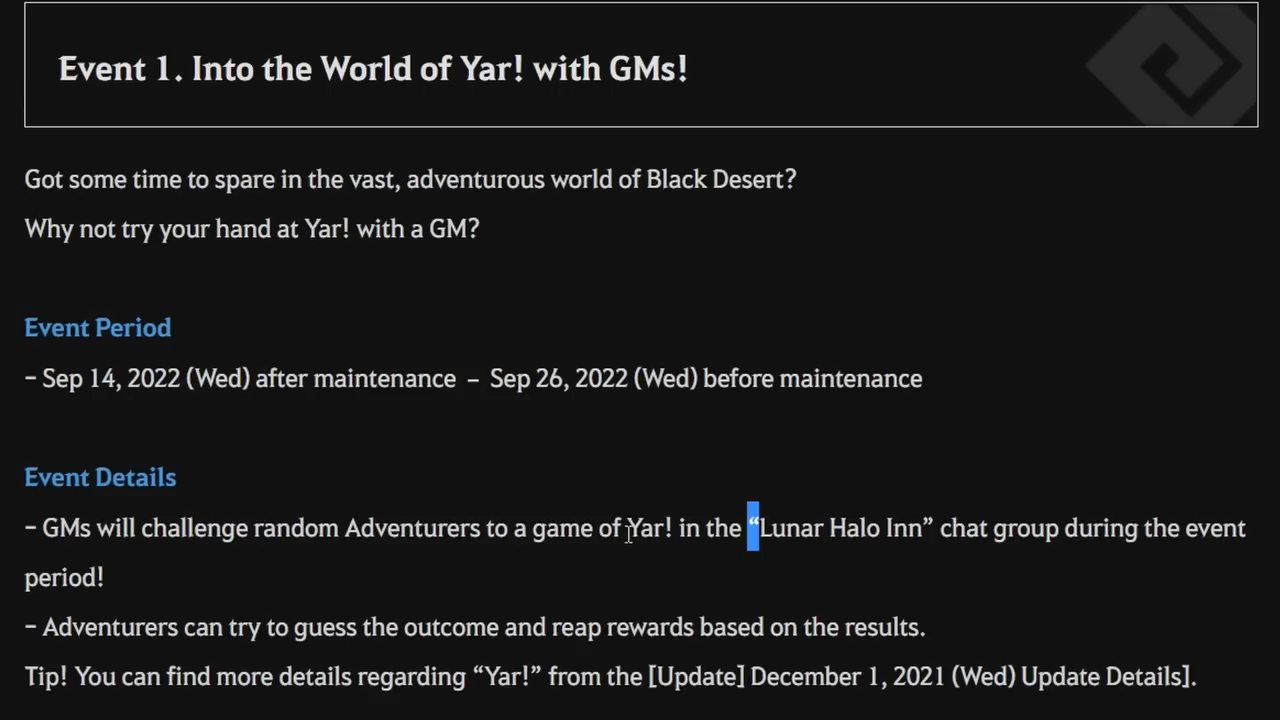 Event 1. Into the World of Yar! with GMs!
Got some time to spare in the vast, adventurous world of Black Desert?
Why not try your hand at Yar! with a GM?
Event Period
– Sep 14, 2022 (Wed) after maintenance – Sep 26, 2022 (Wed) before maintenance
Event Details
– GMs will challenge random Adventurers to a game of Yar! in the “Lunar Halo Inn” chat group during the event
period!
– Adventurers can try to guess the outcome and reap rewards based on the results.
Tip! You can find more details regarding “Yar!” from the [Update] December 1, 2021 (Wed) Update Details].